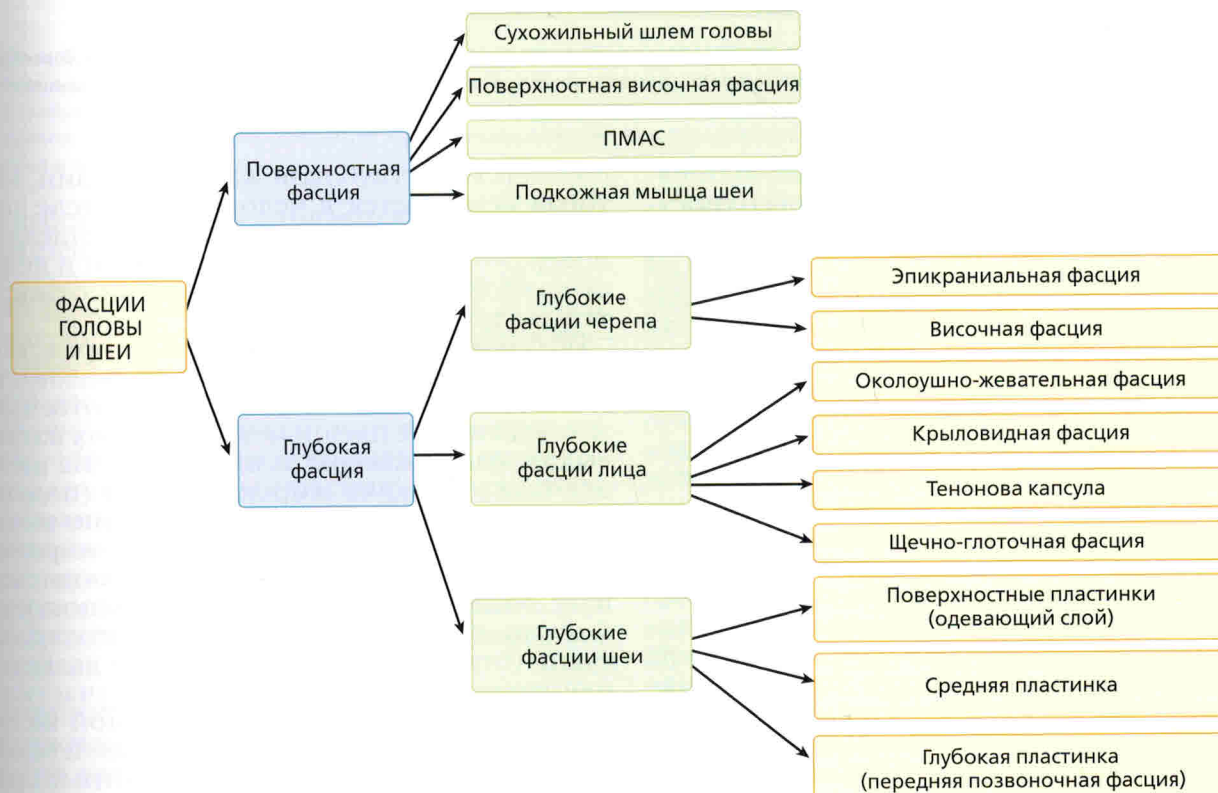 Сухожильный шлем головы
Поверхностная височная фасция
ПМАС
Подкожная мышца шеи
Поверхностная
фасция
ФАСЦИИ
ГОЛОВЫ
И ШЕИ
Глубокая
фасция
Глубокие
фасции черепа
Эпикраниальная фасция
Височная фасция
Глубокие
фасции лица
Околоушно-жевательная фасция
Крыловидная фасция
Тенонова капсула
Щечно-глоточная фасция
Глубокие
фасции шеи
Поверхностные пластинки
(одевающий слой)
Средняя пластинка
Глубокая пластинка
(передняя позвоночная фасция)